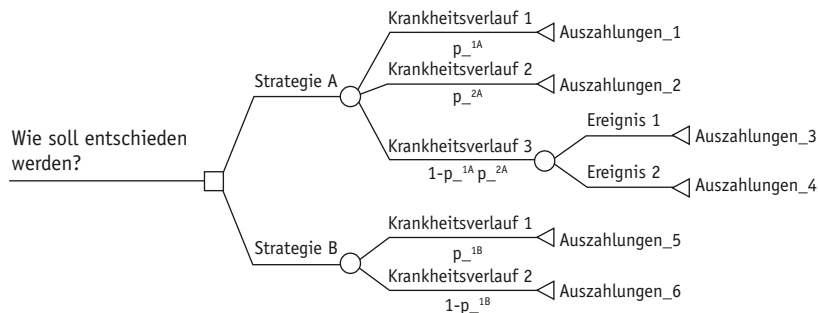 Wie soll entschieden
werden?
Strategie A
Krankheitsverlauf 1
p_1A
Auszahlungen_1
Krankheitsverlauf 2
p_2A
Auszahlungen_2
Krankheitsverlauf 3
1-p_1A p_2A
Ereignis 1
Auszahlungen_3
Ereignis 2
Auszahlungen_4
Strategie B
Krankheitsverlauf 1
p_1B
Auszahlungen_5
Krankheitsverlauf 2
1-p_1B
Auszahlungen_6